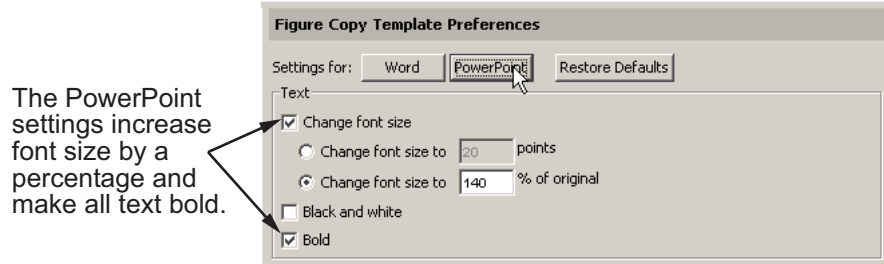 Figure Copy Template Preferences
Settings for: Word PowerPoint Restore Defaults
Text
The PowerPoint
settings increase
font size by a
percentage and
make all text bold.
Change font size
Change font size to 20 points
Change font size to 140 % of original
Black and white
Bold